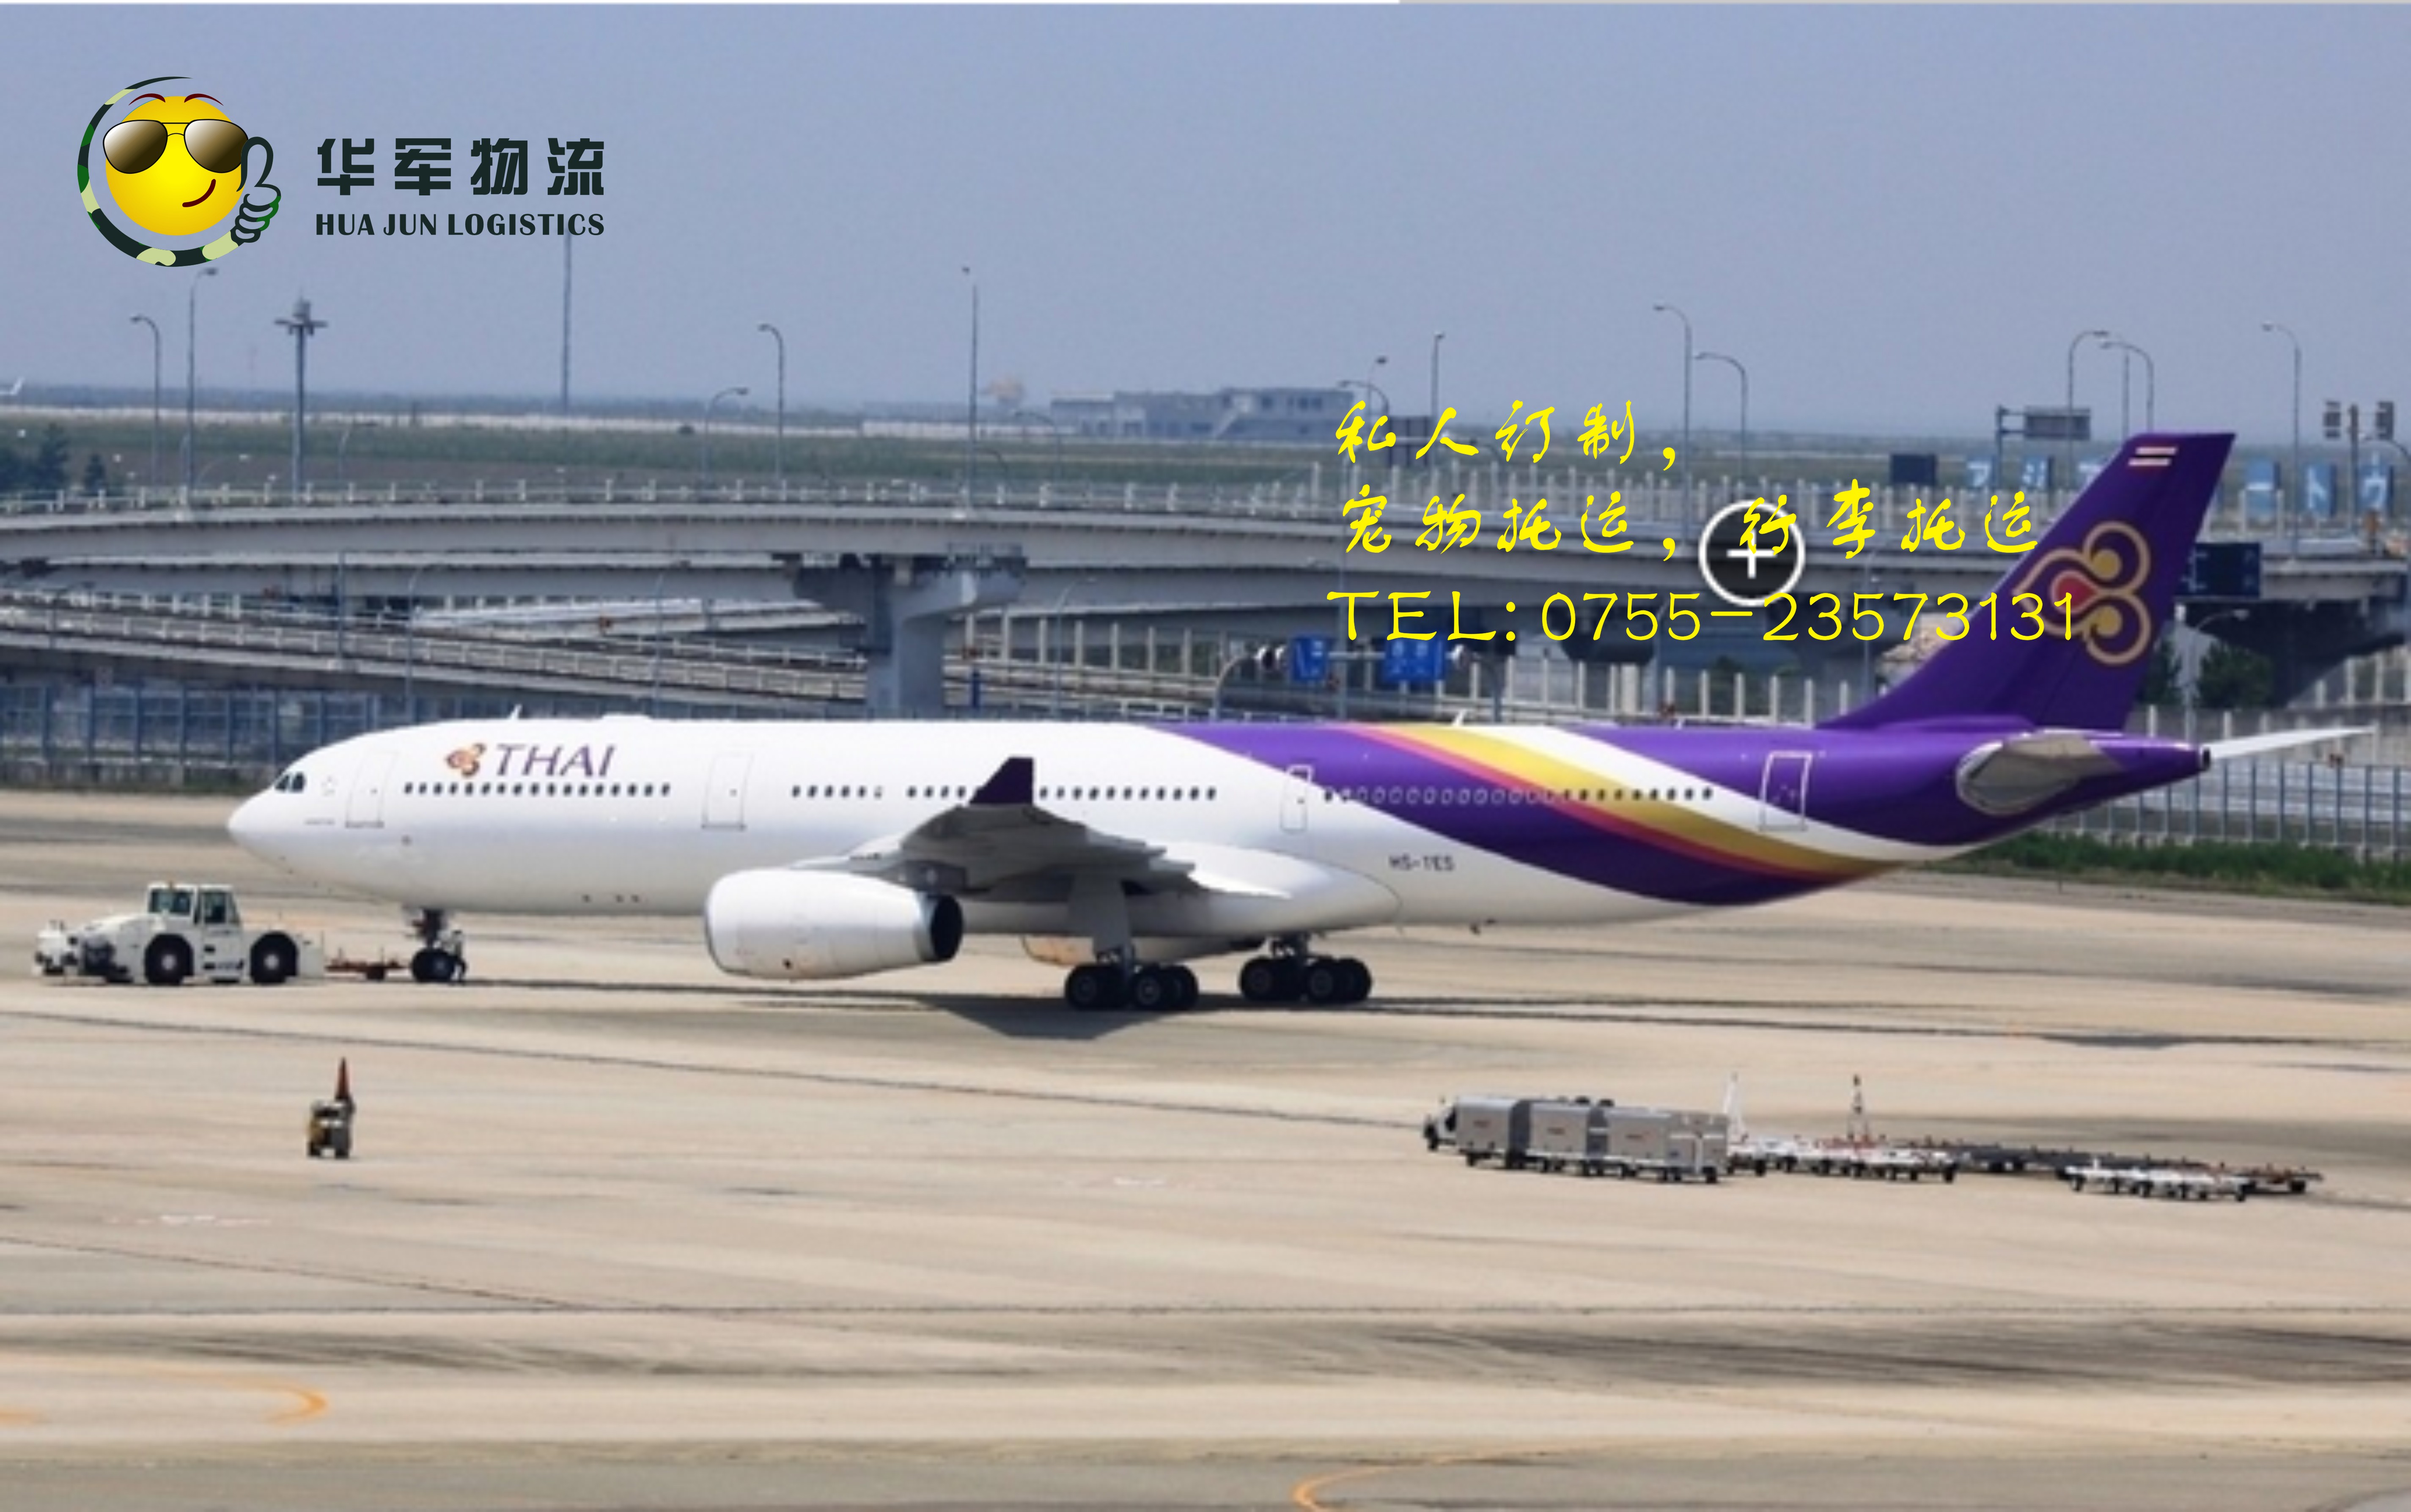 华军物流
HUA JUN LOGISTICS
私人订制，
宠物托运，行李托运
TEL:0755-23573131
THAI
HS-TES